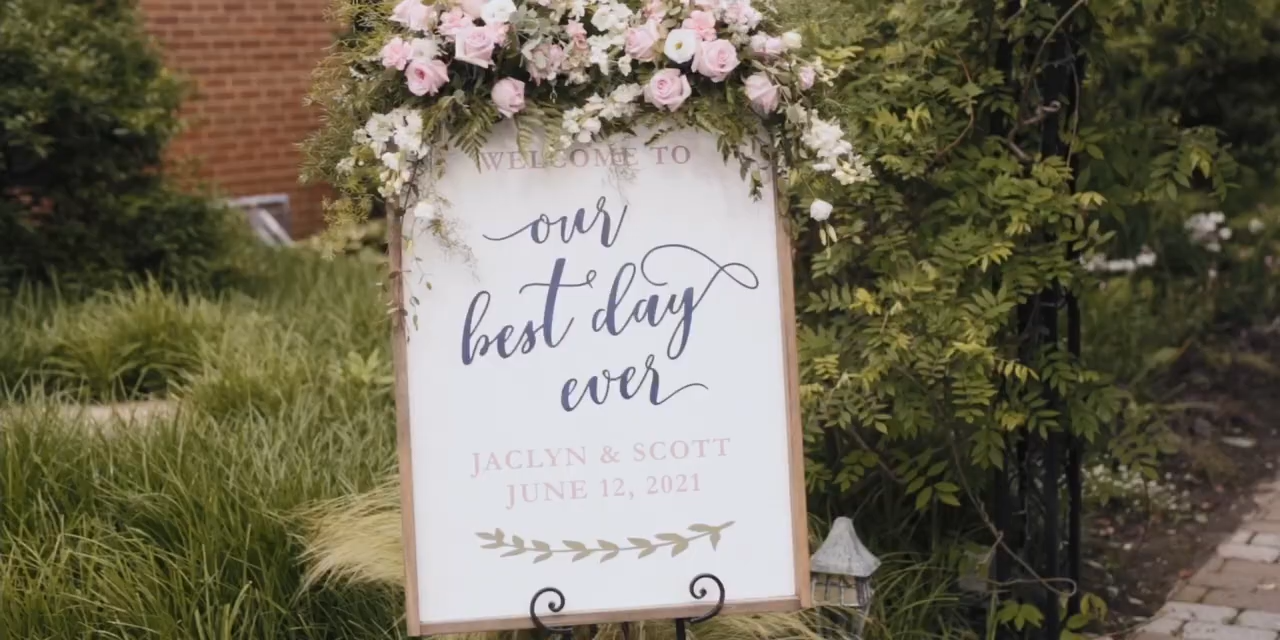 WELCOME TO
our
best day
ever
JACLYN & SCOTT
JUNE 12, 2021